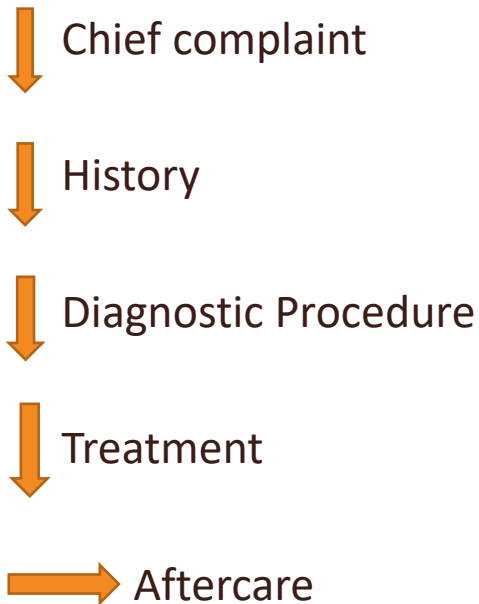 Chief complaint
History
Diagnostic Procedure
Treatment
Aftercare